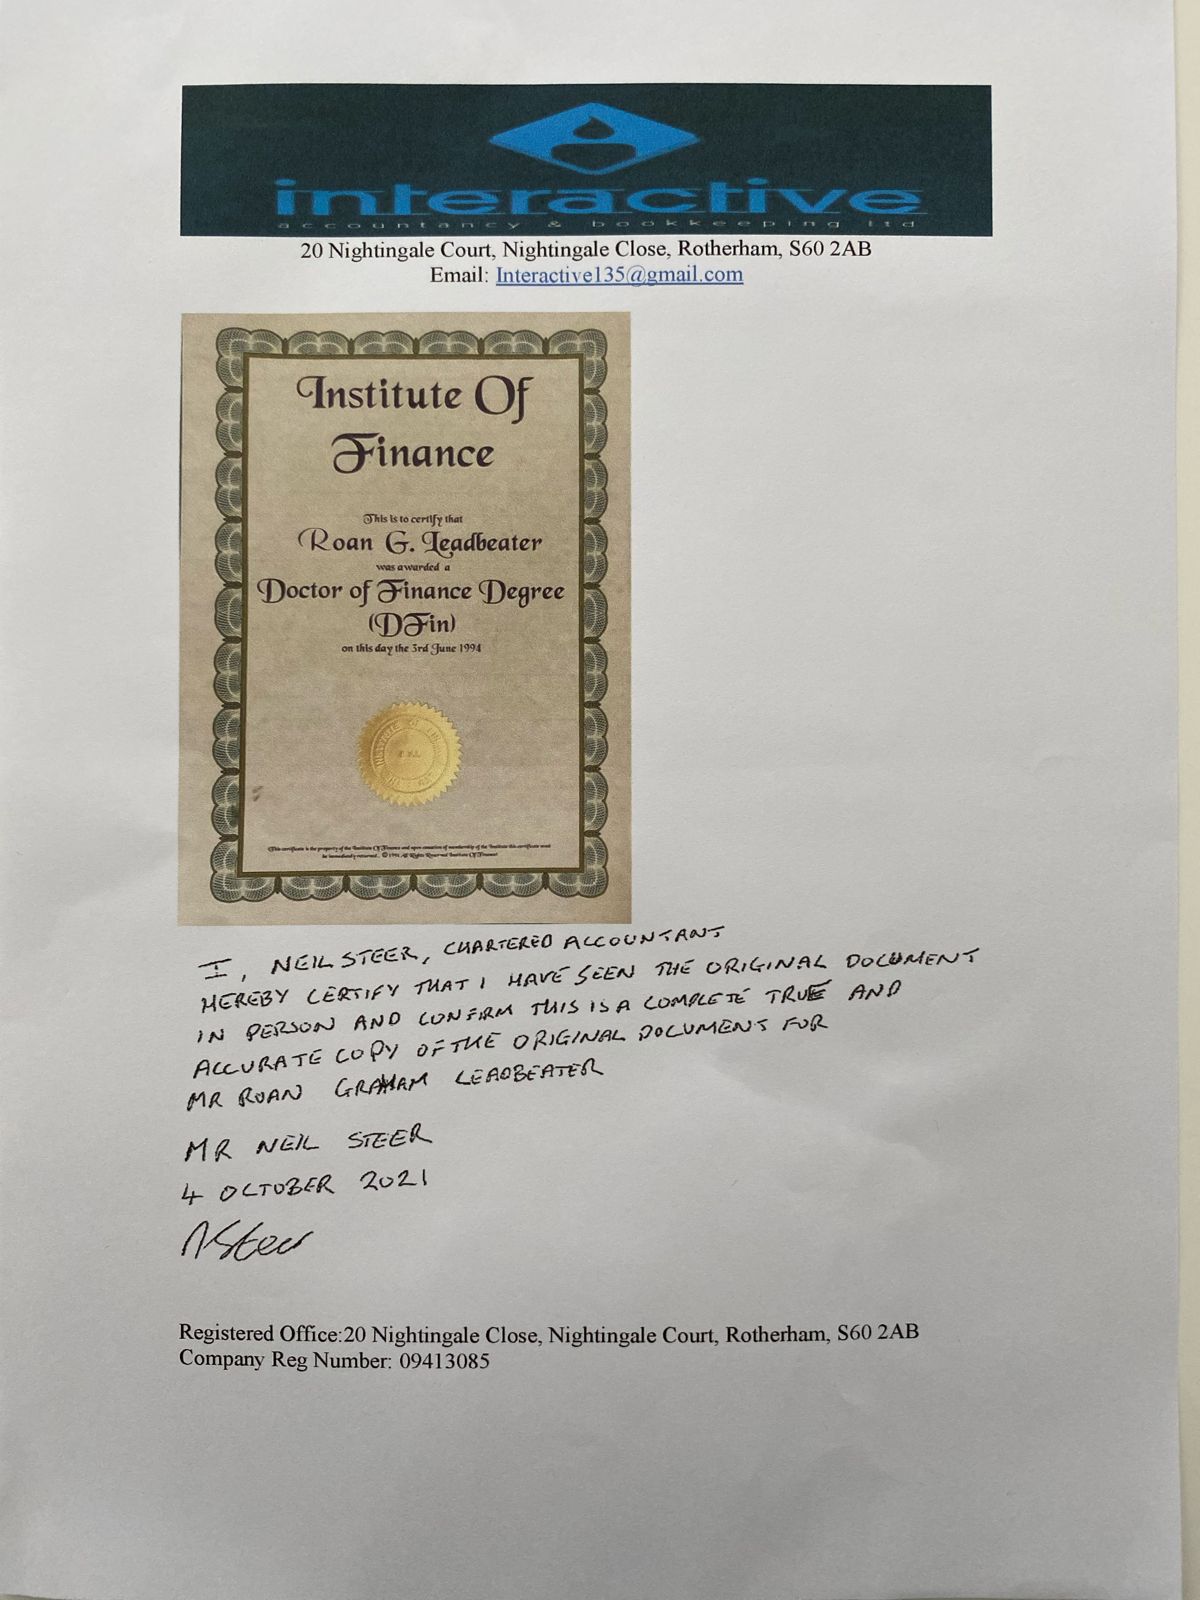 interactive
accountancy & bookkeeping ltd
20 Nightingale Court, Nightingale Close, Rotherham, S60 2AB
Email: Interactive135@gmail.com
Institute Of
Finance
This is to certify that
Roan G. Leadbeater
was awarded a
Doctor of Finance Degree
(DFin)
on this day the 3rd June 1994
This certificate is the property of the Institute Of Finance and upon cessation of membership of the Institute this certificate must
be immediately returned. © 1994 All Rights Reserved Institute Of Finance
I, NEIL STEER, CHARTERED ACCOUNTANT
HEREBY CERTIFY THAT I HAVE SEEN THE ORIGINAL DOCUMENT
IN PERSON AND CONFIRM THIS IS A COMPLETE TRUE AND
ACCURATE COPY OF THE ORIGINAL DOCUMENT FOR
MR ROAN GRAHAM LEADBEATER
MR NEIL STEER
4 OCTOBER 2021
NSteer
Registered Office:20 Nightingale Close, Nightingale Court, Rotherham, S60 2AB
Company Reg Number: 09413085